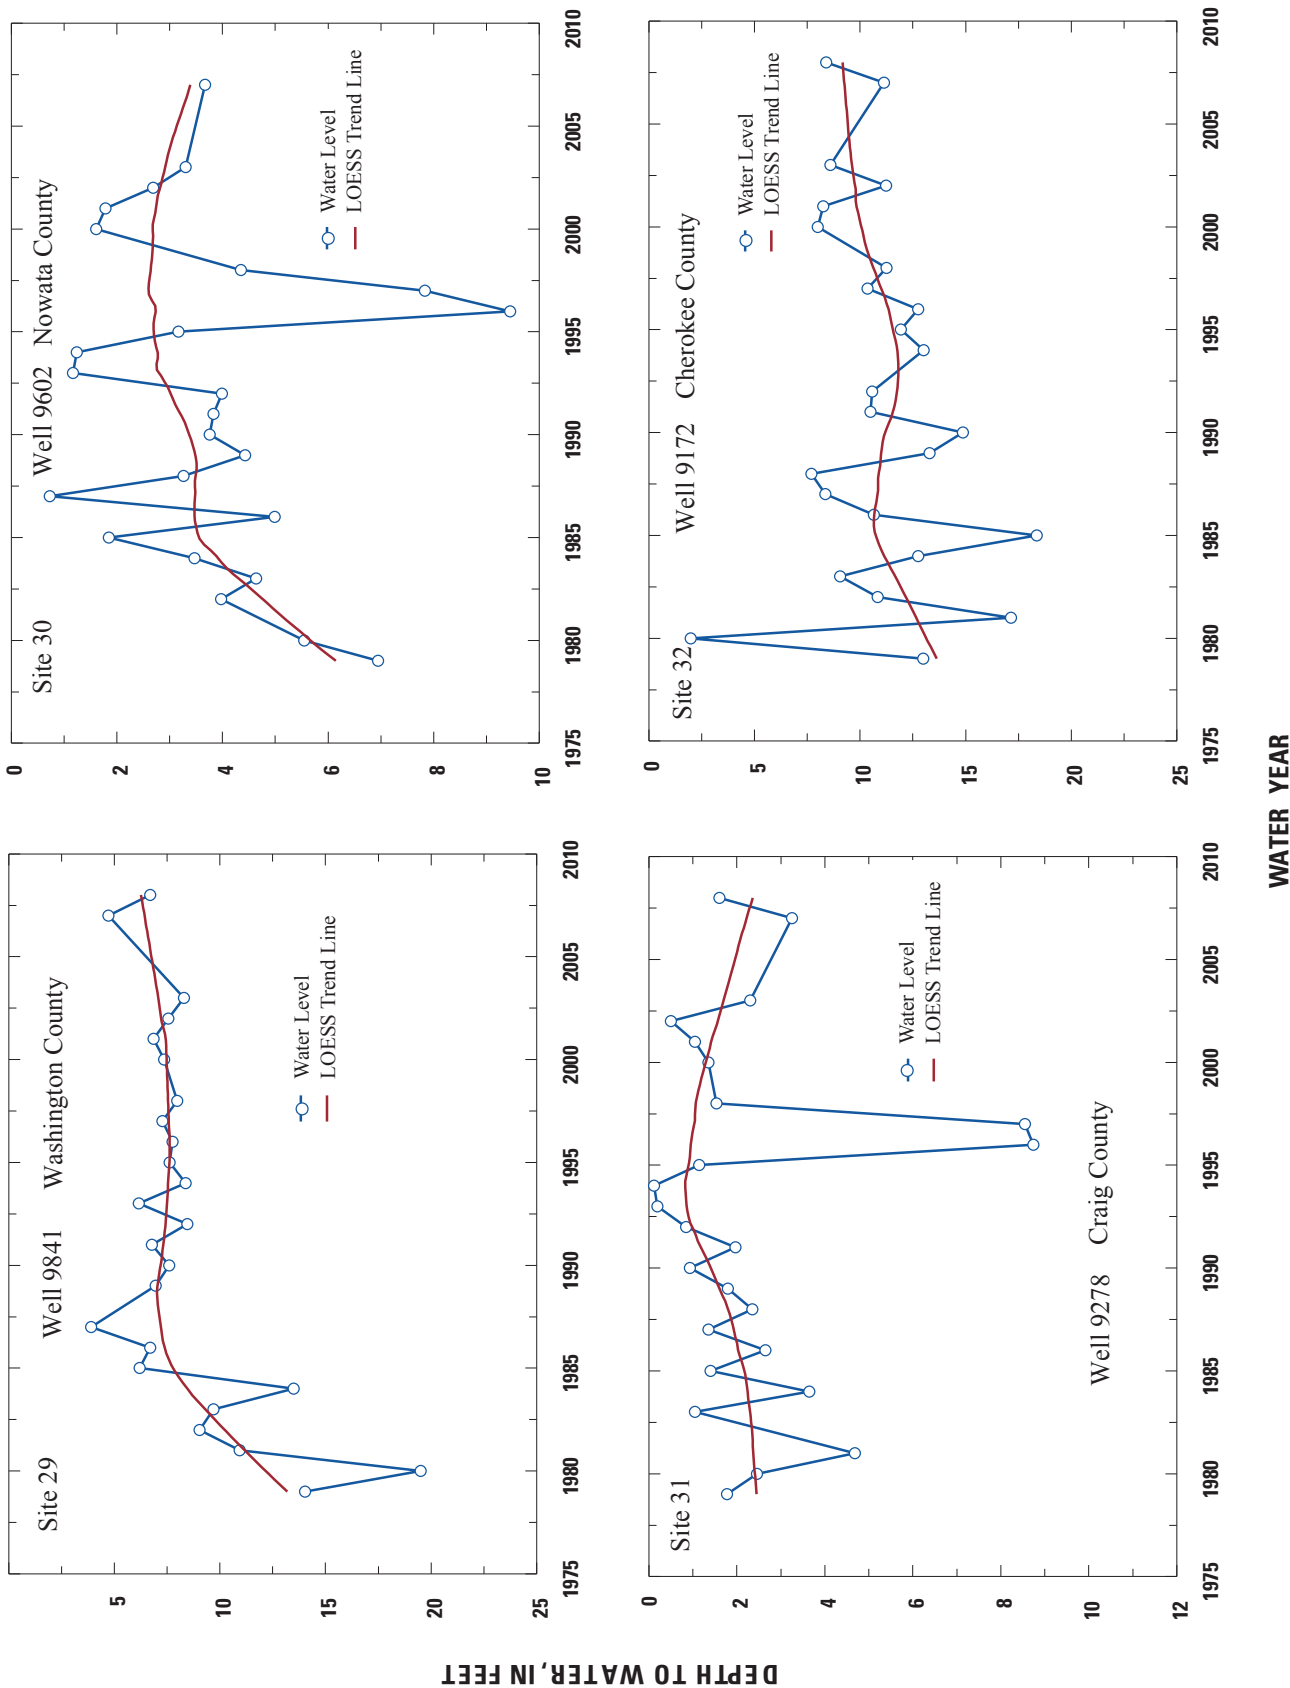 Site 29
Well 9841 Washington County
Water Level
LOESS Trend Line
5
10
15
20
25
1975 1980 1985 1990 1995 2000 2005 2010
Site 30
Well 9602 Nowata County
Water Level
LOESS Trend Line
0
2
4
6
8
10
1975 1980 1985 1990 1995 2000 2005 2010
DEPTH TO WATER, IN FEET
Site 31
Water Level
LOESS Trend Line
Well 9278 Craig County
0
2
4
6
8
10
12
1975 1980 1985 1990 1995 2000 2005 2010
Site 32
Well 9172 Cherokee County
Water Level
LOESS Trend Line
0
5
10
15
20
25
1975 1980 1985 1990 1995 2000 2005 2010
WATER YEAR